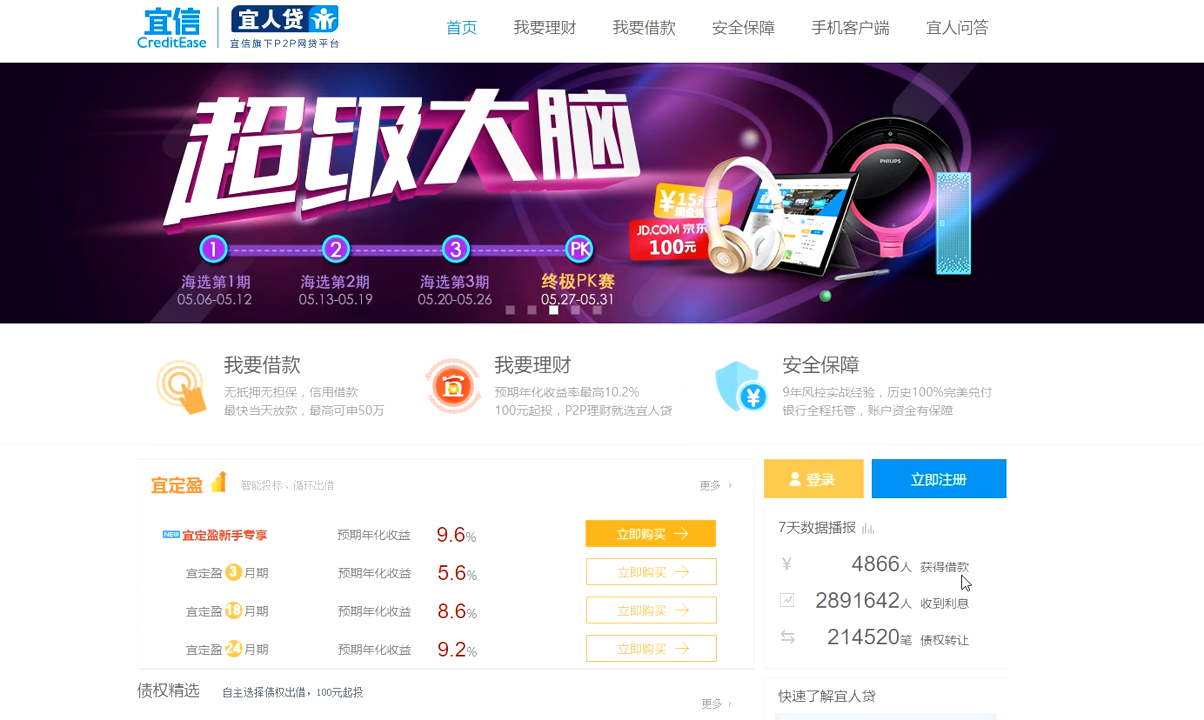 宜信
CreditEase
宜人贷
宜信旗下P2P网贷平台
首页 我要理财 我要借款 安全保障 手机客户端 宜人问答
超级大脑
PHILIPS
JD.COM 京东
100元
1 2 3 PK
海选第1期 海选第2期 海选第3期 终极PK赛
05.06-05.12 05.13-05.19 05.20-05.26 05.27-05.31
我要借款
无抵押无担保，信用借款
最快当天放款，最高可申50万
我要理财
预期年化收益率最高10.2%
100元起投，P2P理财就选宜人贷
安全保障
9年风控实战经验，历史100%完美兑付
银行全程托管，账户资金有保障
宜定盈 智能投标、循环出借 更多 ›
NEW 宜定盈新手专享 预期年化收益 9.6% 立即购买 →
宜定盈 3 月期 预期年化收益 5.6% 立即购买 →
宜定盈 18 月期 预期年化收益 8.6% 立即购买 →
宜定盈 24 月期 预期年化收益 9.2% 立即购买 →
债权精选 自主选择债权出借，100元起投 更多 ›
登录 立即注册
7天数据播报
¥ 4866人 获得借款
2891642人 收到利息
214520笔 债权转让
快速了解宜人贷